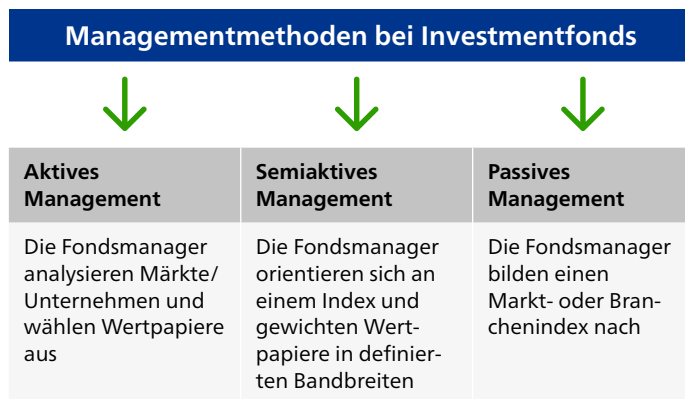 Managementmethoden bei Investmentfonds
Aktives
Management
Die Fondsmanager
analysieren Märkte/
Unternehmen und
wählen Wertpapiere
aus
Semiaktives
Management
Die Fondsmanager
orientieren sich an
einem Index und
gewichten Wert-
papiere in definier-
ten Bandbreiten
Passives
Management
Die Fondsmanager
bilden einen
Markt- oder Bran-
chenindex nach